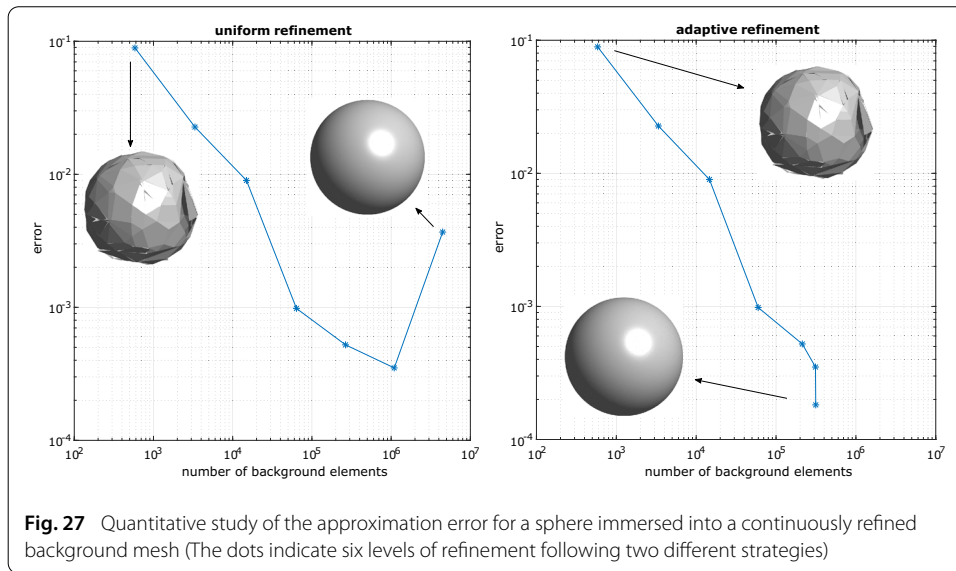 uniform refinement
10^-1
10^-2
10^-3
10^-4
error
10^2 10^3 10^4 10^5 10^6 10^7
number of background elements
adaptive refinement
10^-1
10^-2
10^-3
10^-4
error
10^2 10^3 10^4 10^5 10^6 10^7
number of background elements
Fig. 27 Quantitative study of the approximation error for a sphere immersed into a continuously refined
background mesh (The dots indicate six levels of refinement following two different strategies)